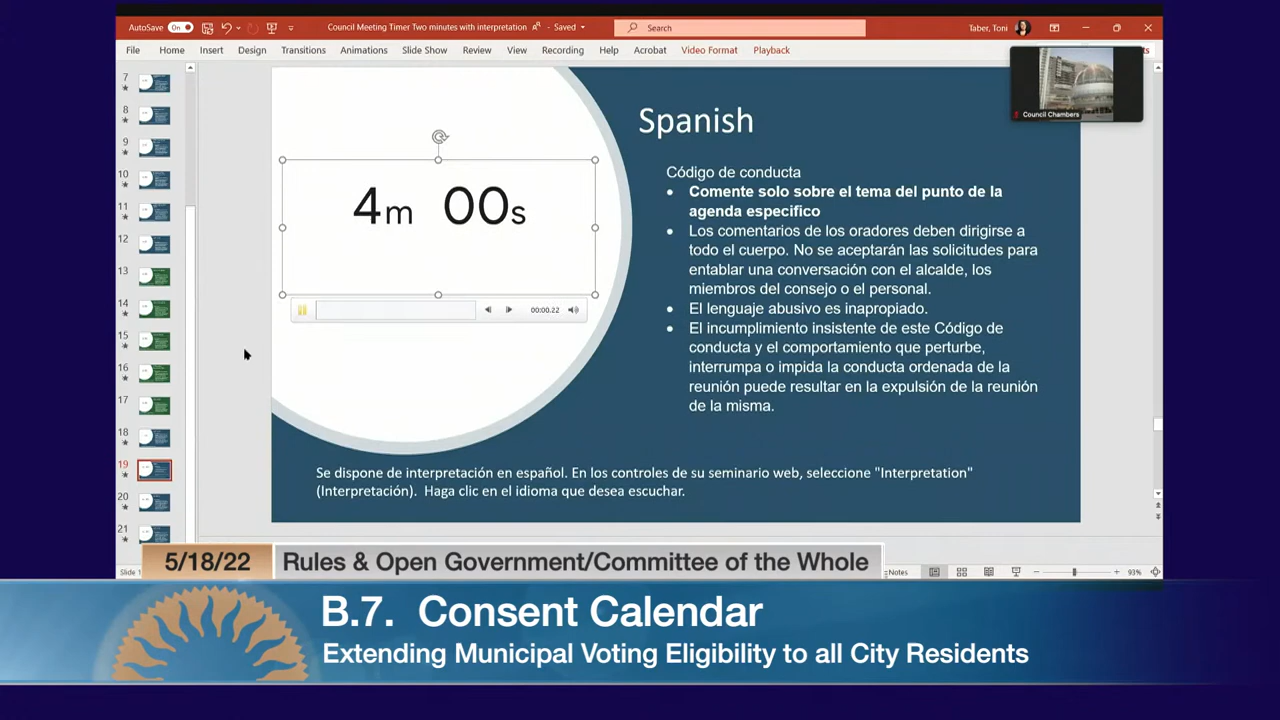 AutoSave On
Council Meeting Timer Two minutes with interpretation
Saved
Search
Taber, Toni
File Home Insert Design Transitions Animations Slide Show Review View Recording Help Acrobat Video Format Playback
Council Chambers
7
8
9
10
11
12
13
14
15
16
17
18
19
20
21
4m 00s
00:00.22
Spanish
Código de conducta
• Comente solo sobre el tema del punto de la
agenda especifico
• Los comentarios de los oradores deben dirigirse a
todo el cuerpo. No se aceptarán las solicitudes para
entablar una conversación con el alcalde, los
miembros del consejo o el personal.
• El lenguaje abusivo es inapropiado.
• El incumplimiento insistente de este Código de
conducta y el comportamiento que perturbe,
interrumpa o impida la conducta ordenada de la
reunión puede resultar en la expulsión de la reunión
de la misma.
Se dispone de interpretación en español. En los controles de su seminario web, seleccione "Interpretation"
(Interpretación). Haga clic en el idioma que desea escuchar.
Notes
93%
5/18/22
Rules & Open Government/Committee of the Whole
B.7. Consent Calendar
Extending Municipal Voting Eligibility to all City Residents